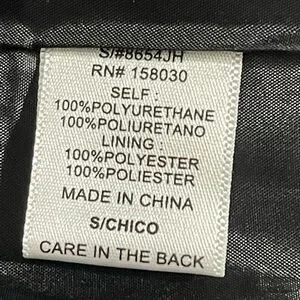 S/#8654JH
RN# 158030
SELF :
100%POLYURETHANE
100%POLIURETANO
LINING :
100%POLYESTER
100%POLIESTER
MADE IN CHINA
S/CHICO
CARE IN THE BACK